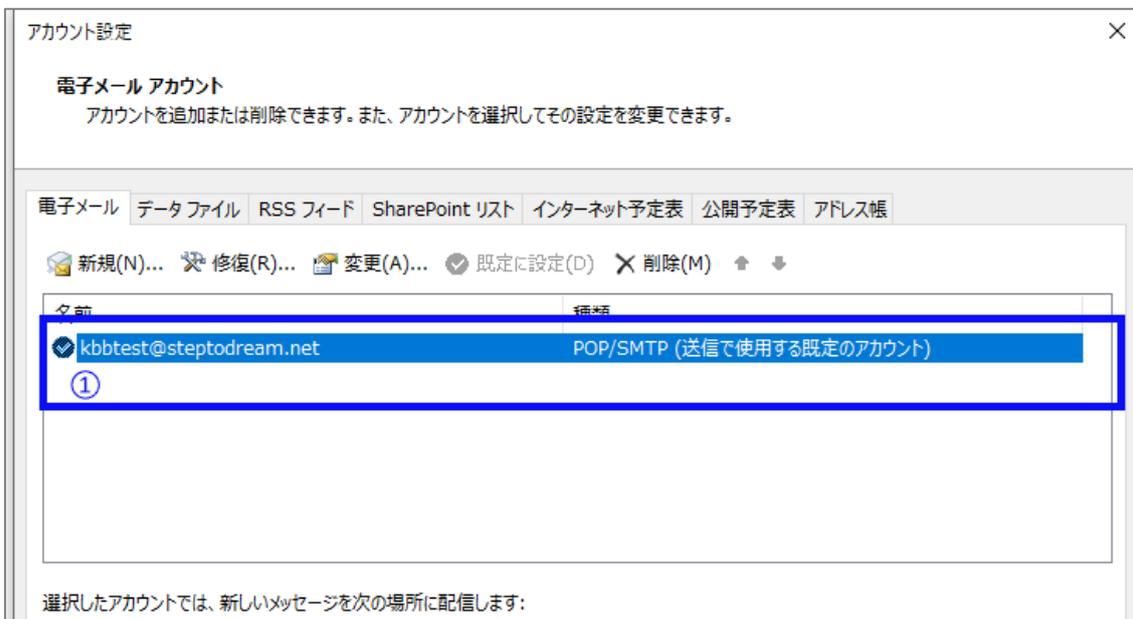 アカウント設定
電子メール アカウント
アカウントを追加または削除できます。また、アカウントを選択してその設定を変更できます。
電子メール データ ファイル RSS フィード SharePoint リスト インターネット予定表 公開予定表 アドレス帳
新規(N)... 修復(R)... 変更(A)... 既定に設定(D) 削除(M)
名前 種類
kbbtest@steptodream.net POP/SMTP (送信で使用する既定のアカウント)
①
選択したアカウントでは、新しいメッセージを次の場所に配信します: